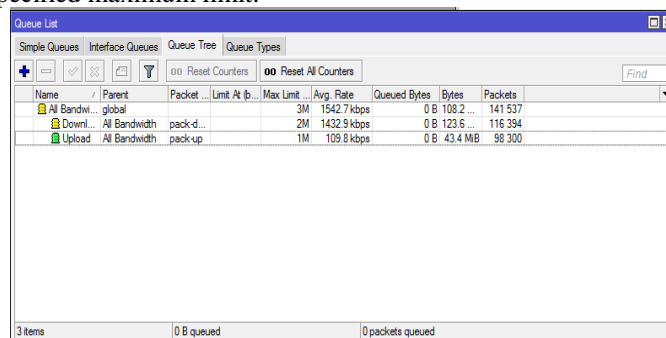 specified maximum limit.
Queue List
Simple Queues Interface Queues Queue Tree Queue Types
00 Reset Counters 00 Reset All Counters Find
Name / Parent Packet ... Limit At (b... Max Limit ... Avg. Rate Queued Bytes Bytes Packets
All Bandwi... global 3M 1542.7 kbps 0 B 108.2 ... 141 537
Downl... All Bandwidth pack-d... 2M 1432.9 kbps 0 B 123.6 ... 116 394
Upload All Bandwidth pack-up 1M 109.8 kbps 0 B 43.4 MiB 98 300
3 items 0 B queued 0 packets queued